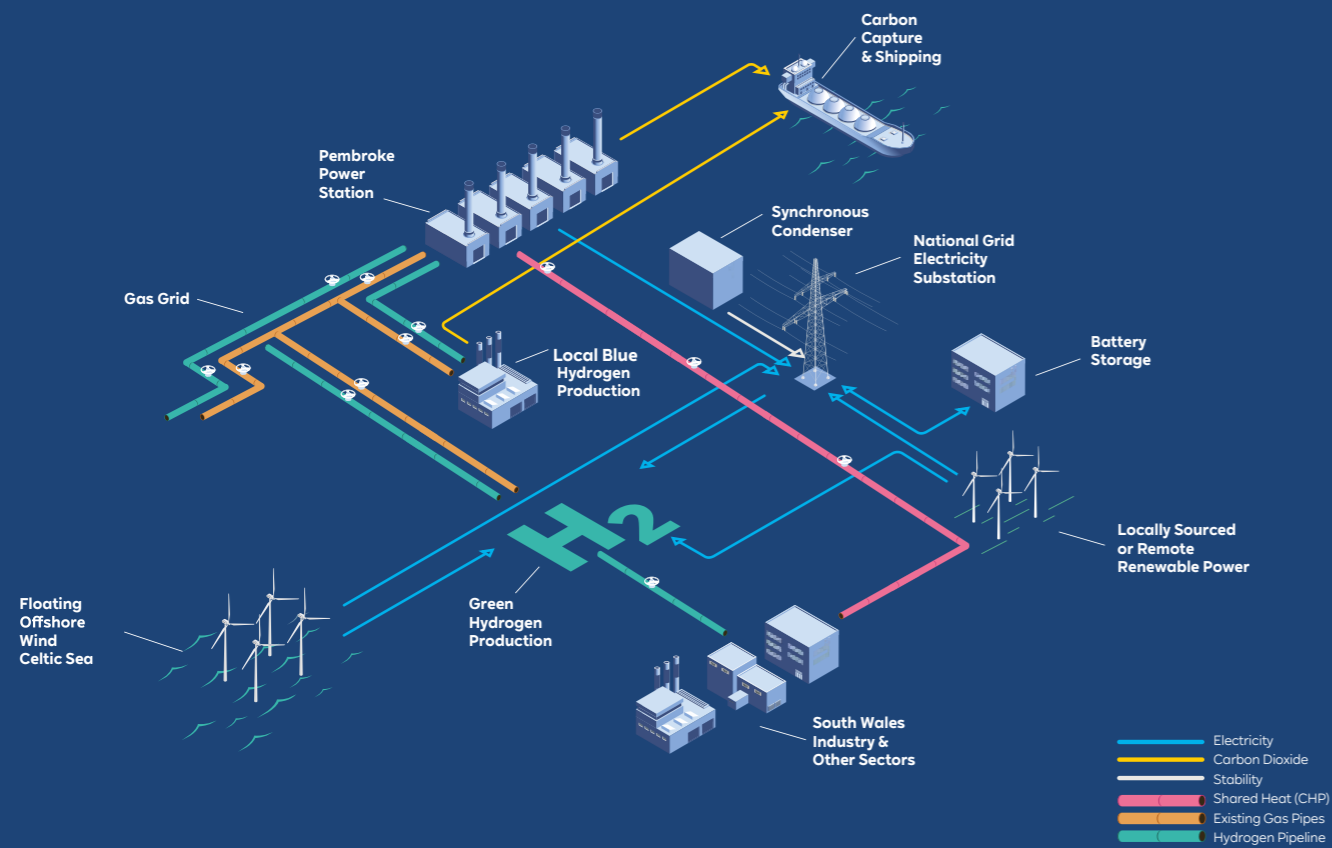 Carbon
Capture
& Shipping
Pembroke
Power
Station
Synchronous
Condenser
National Grid
Electricity
Substation
Gas Grid
Battery
Storage
Local Blue
Hydrogen
Production
H2
Locally Sourced
or Remote
Renewable Power
Floating
Offshore
Wind
Celtic Sea
Green
Hydrogen
Production
South Wales
Industry &
Other Sectors
Electricity
Carbon Dioxide
Stability
Shared Heat (CHP)
Existing Gas Pipes
Hydrogen Pipeline